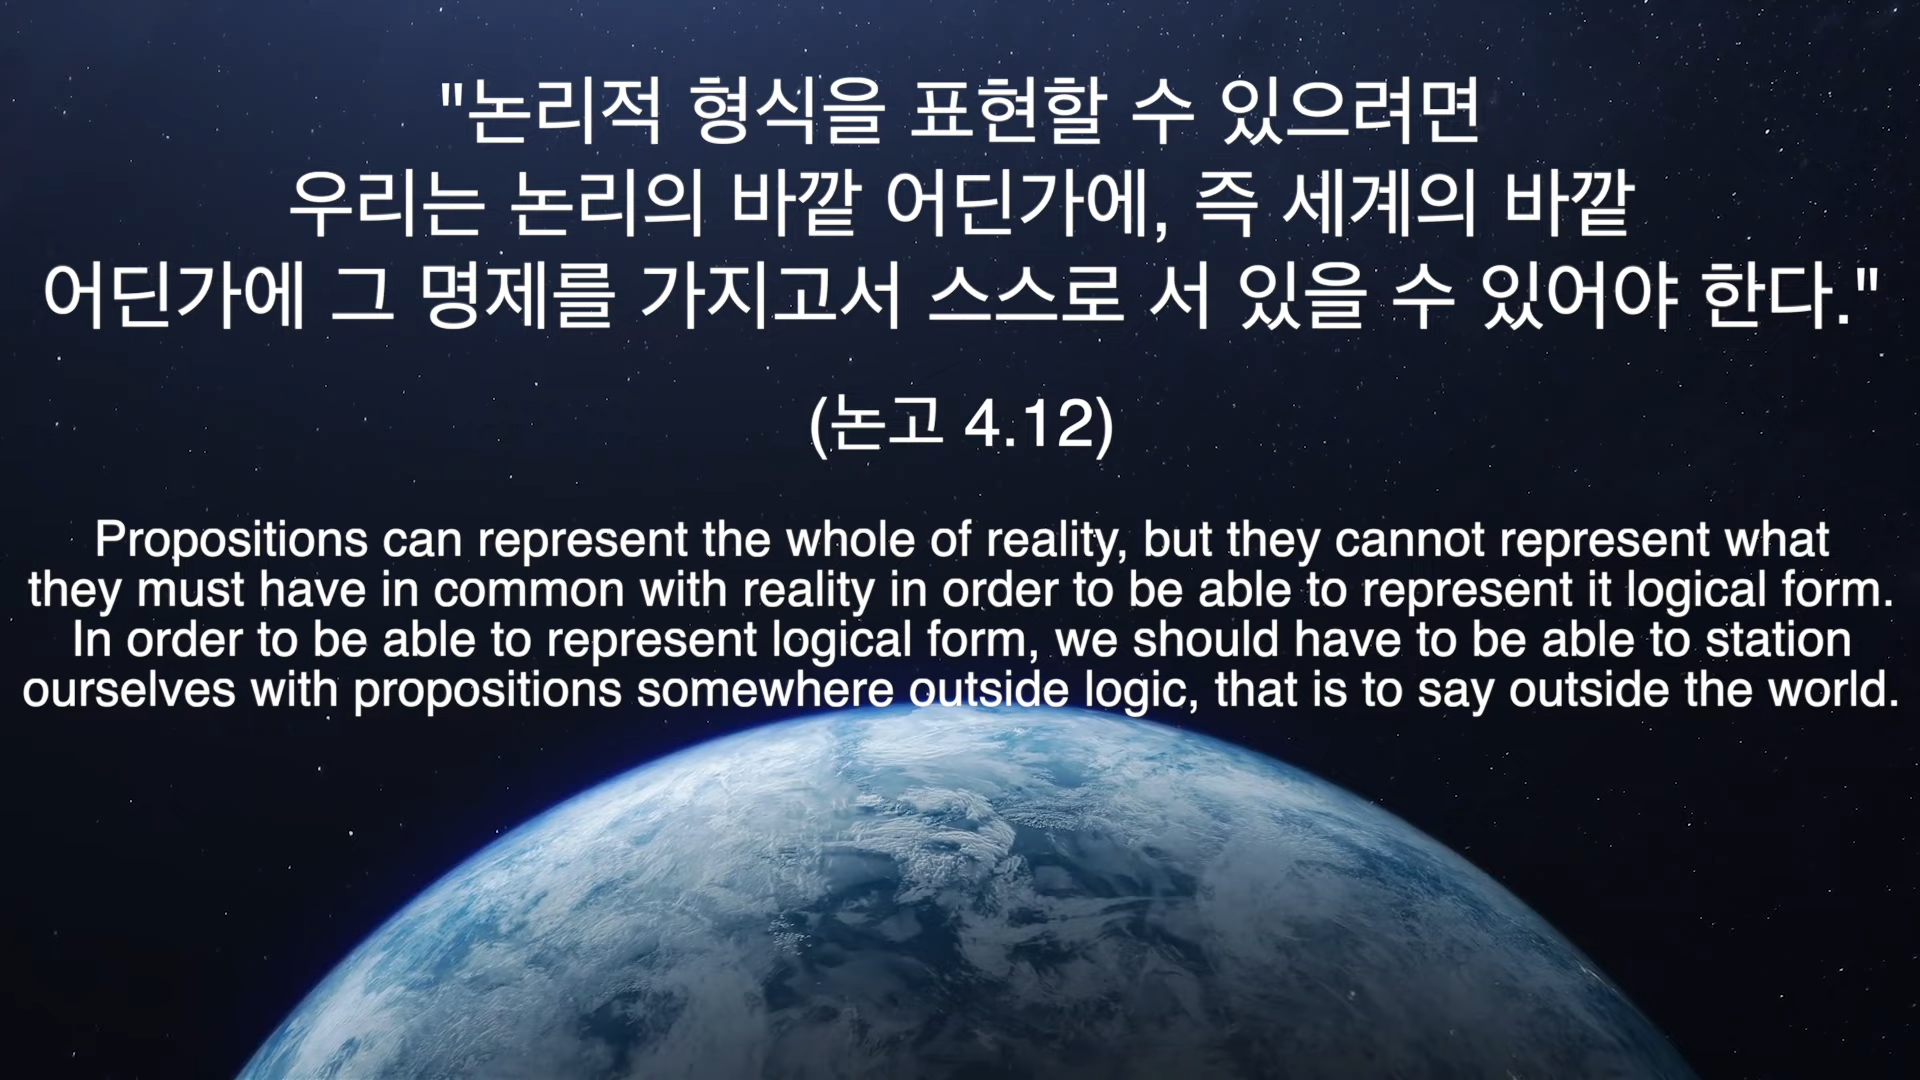 "논리적 형식을 표현할 수 있으려면
우리는 논리의 바깥 어딘가에, 즉 세계의 바깥
어딘가에 그 명제를 가지고서 스스로 서 있을 수 있어야 한다."
(논고 4.12)
Propositions can represent the whole of reality, but they cannot represent what
they must have in common with reality in order to be able to represent it logical form.
In order to be able to represent logical form, we should have to be able to station
ourselves with propositions somewhere outside logic, that is to say outside the world.